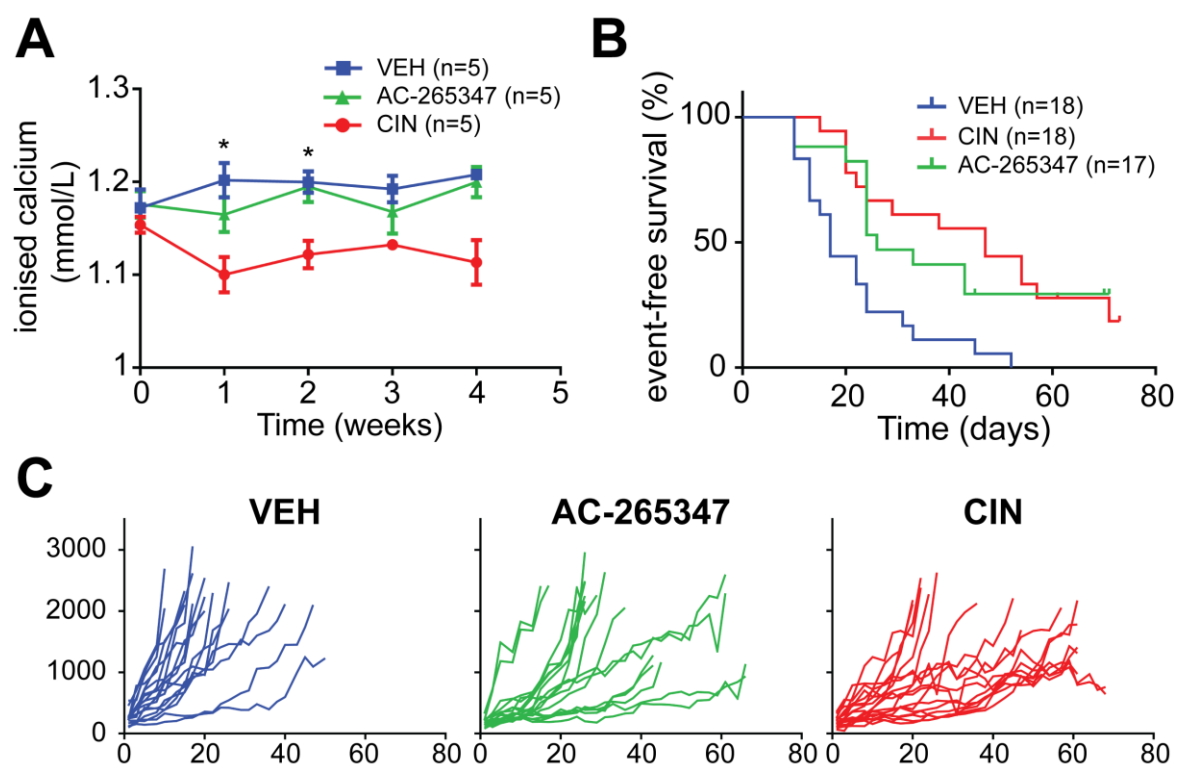 A
VEH (n=5)
AC-265347 (n=5)
CIN (n=5)
1.3
1.2
1.1
1
* *
ionised calcium
(mmol/L)
0 1 2 3 4 5
Time (weeks)
B
VEH (n=18)
CIN (n=18)
AC-265347 (n=17)
100
50
0
event-free survival (%)
0 20 40 60 80
Time (days)
C
VEH AC-265347 CIN
3000
2000
1000
0
0 20 40 60 80 0 20 40 60 80 0 20 40 60 80